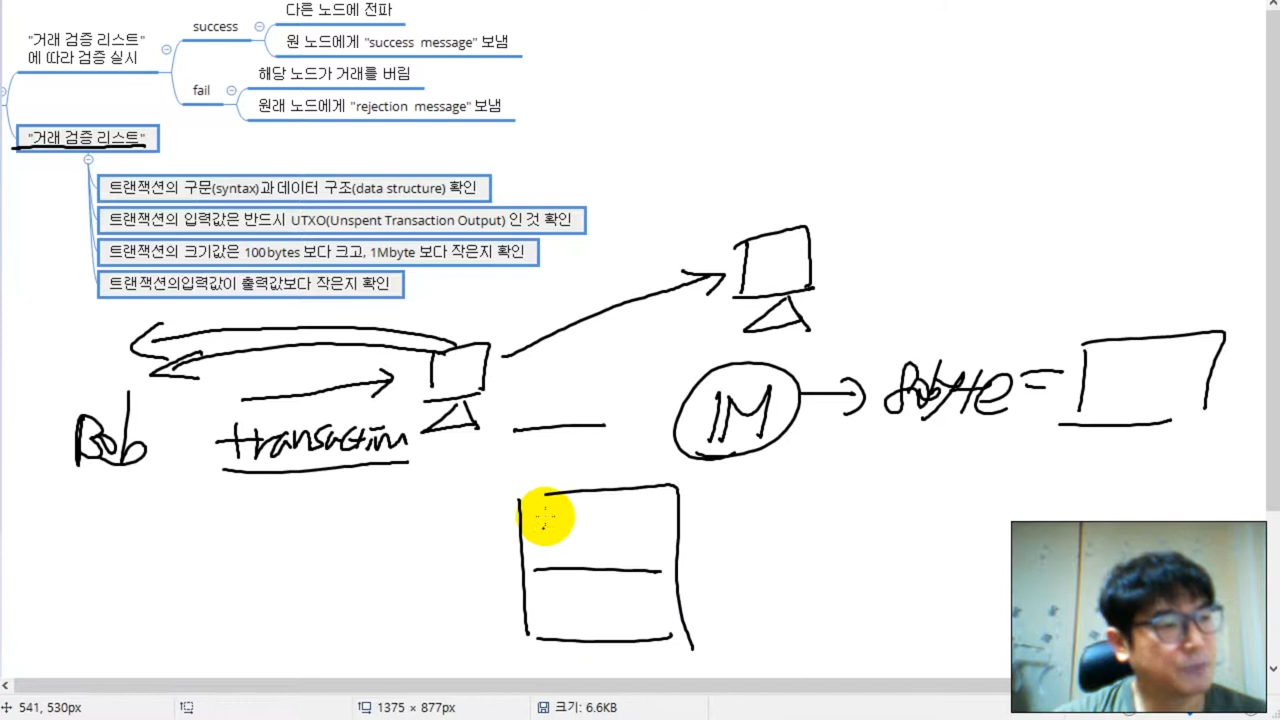 "거래 검증 리스트"
에 따라 검증 실시
success
다른 노드에 전파
원 노드에게 "success message" 보냄
fail
해당 노드가 거래를 버림
원래 노드에게 "rejection message" 보냄
"거래 검증 리스트"
트랜잭션의 구문(syntax)과 데이터 구조(data structure) 확인
트랜잭션의 입력값은 반드시 UTXO(Unspent Transaction Output) 인 것 확인
트랜잭션의 크기값은 100bytes 보다 크고, 1Mbyte 보다 작은지 확인
트랜잭션의입력값이 출력값보다 작은지 확인
Bob
transaction
1M
byte =
541, 530px
1375 × 877px
크기: 6.6KB